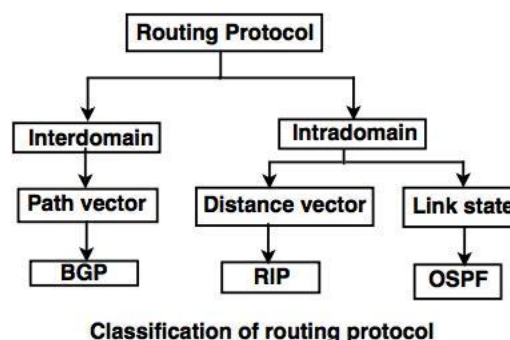 Routing Protocol
Interdomain
Intradomain
Path vector
Distance vector
Link state
BGP
RIP
OSPF
Classification of routing protocol